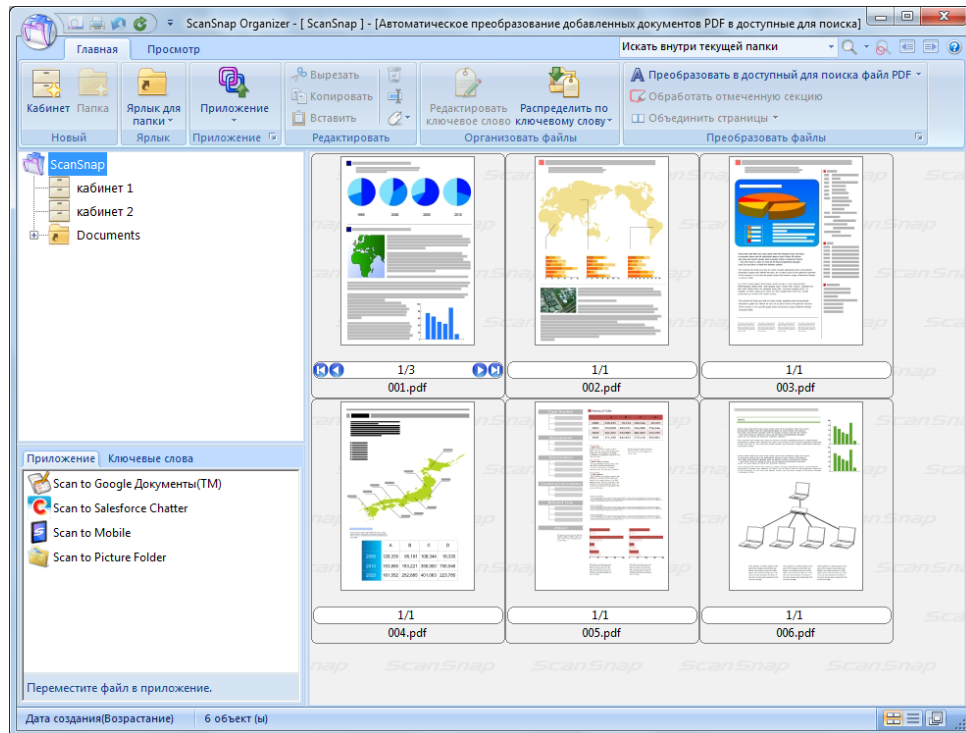 ScanSnap Organizer - [ ScanSnap ] - [Автоматическое преобразование добавленных документов PDF в доступные для поиска]
Главная
Просмотр
Искать внутри текущей папки
Кабинет
Папка
Новый
Ярлык для
папки
Ярлык
Приложение
Приложение
Вырезать
Копировать
Вставить
Редактировать
Редактировать
ключевое слово
Распределить по
ключевому слову
Организовать файлы
Преобразовать в доступный для поиска файл PDF
Обработать отмеченную секцию
Объединить страницы
Преобразовать файлы
ScanSnap
кабинет 1
кабинет 2
Documents
1/3
001.pdf
1/1
002.pdf
1/1
003.pdf
1/1
004.pdf
1/1
005.pdf
1/1
006.pdf
Приложение
Ключевые слова
Scan to Google Документы(TM)
Scan to Salesforce Chatter
Scan to Mobile
Scan to Picture Folder
Переместите файл в приложение.
ScanSnap ScanSnap ScanSnap ScanSnap
Дата создания(Возрастание)
6 объект (ы)